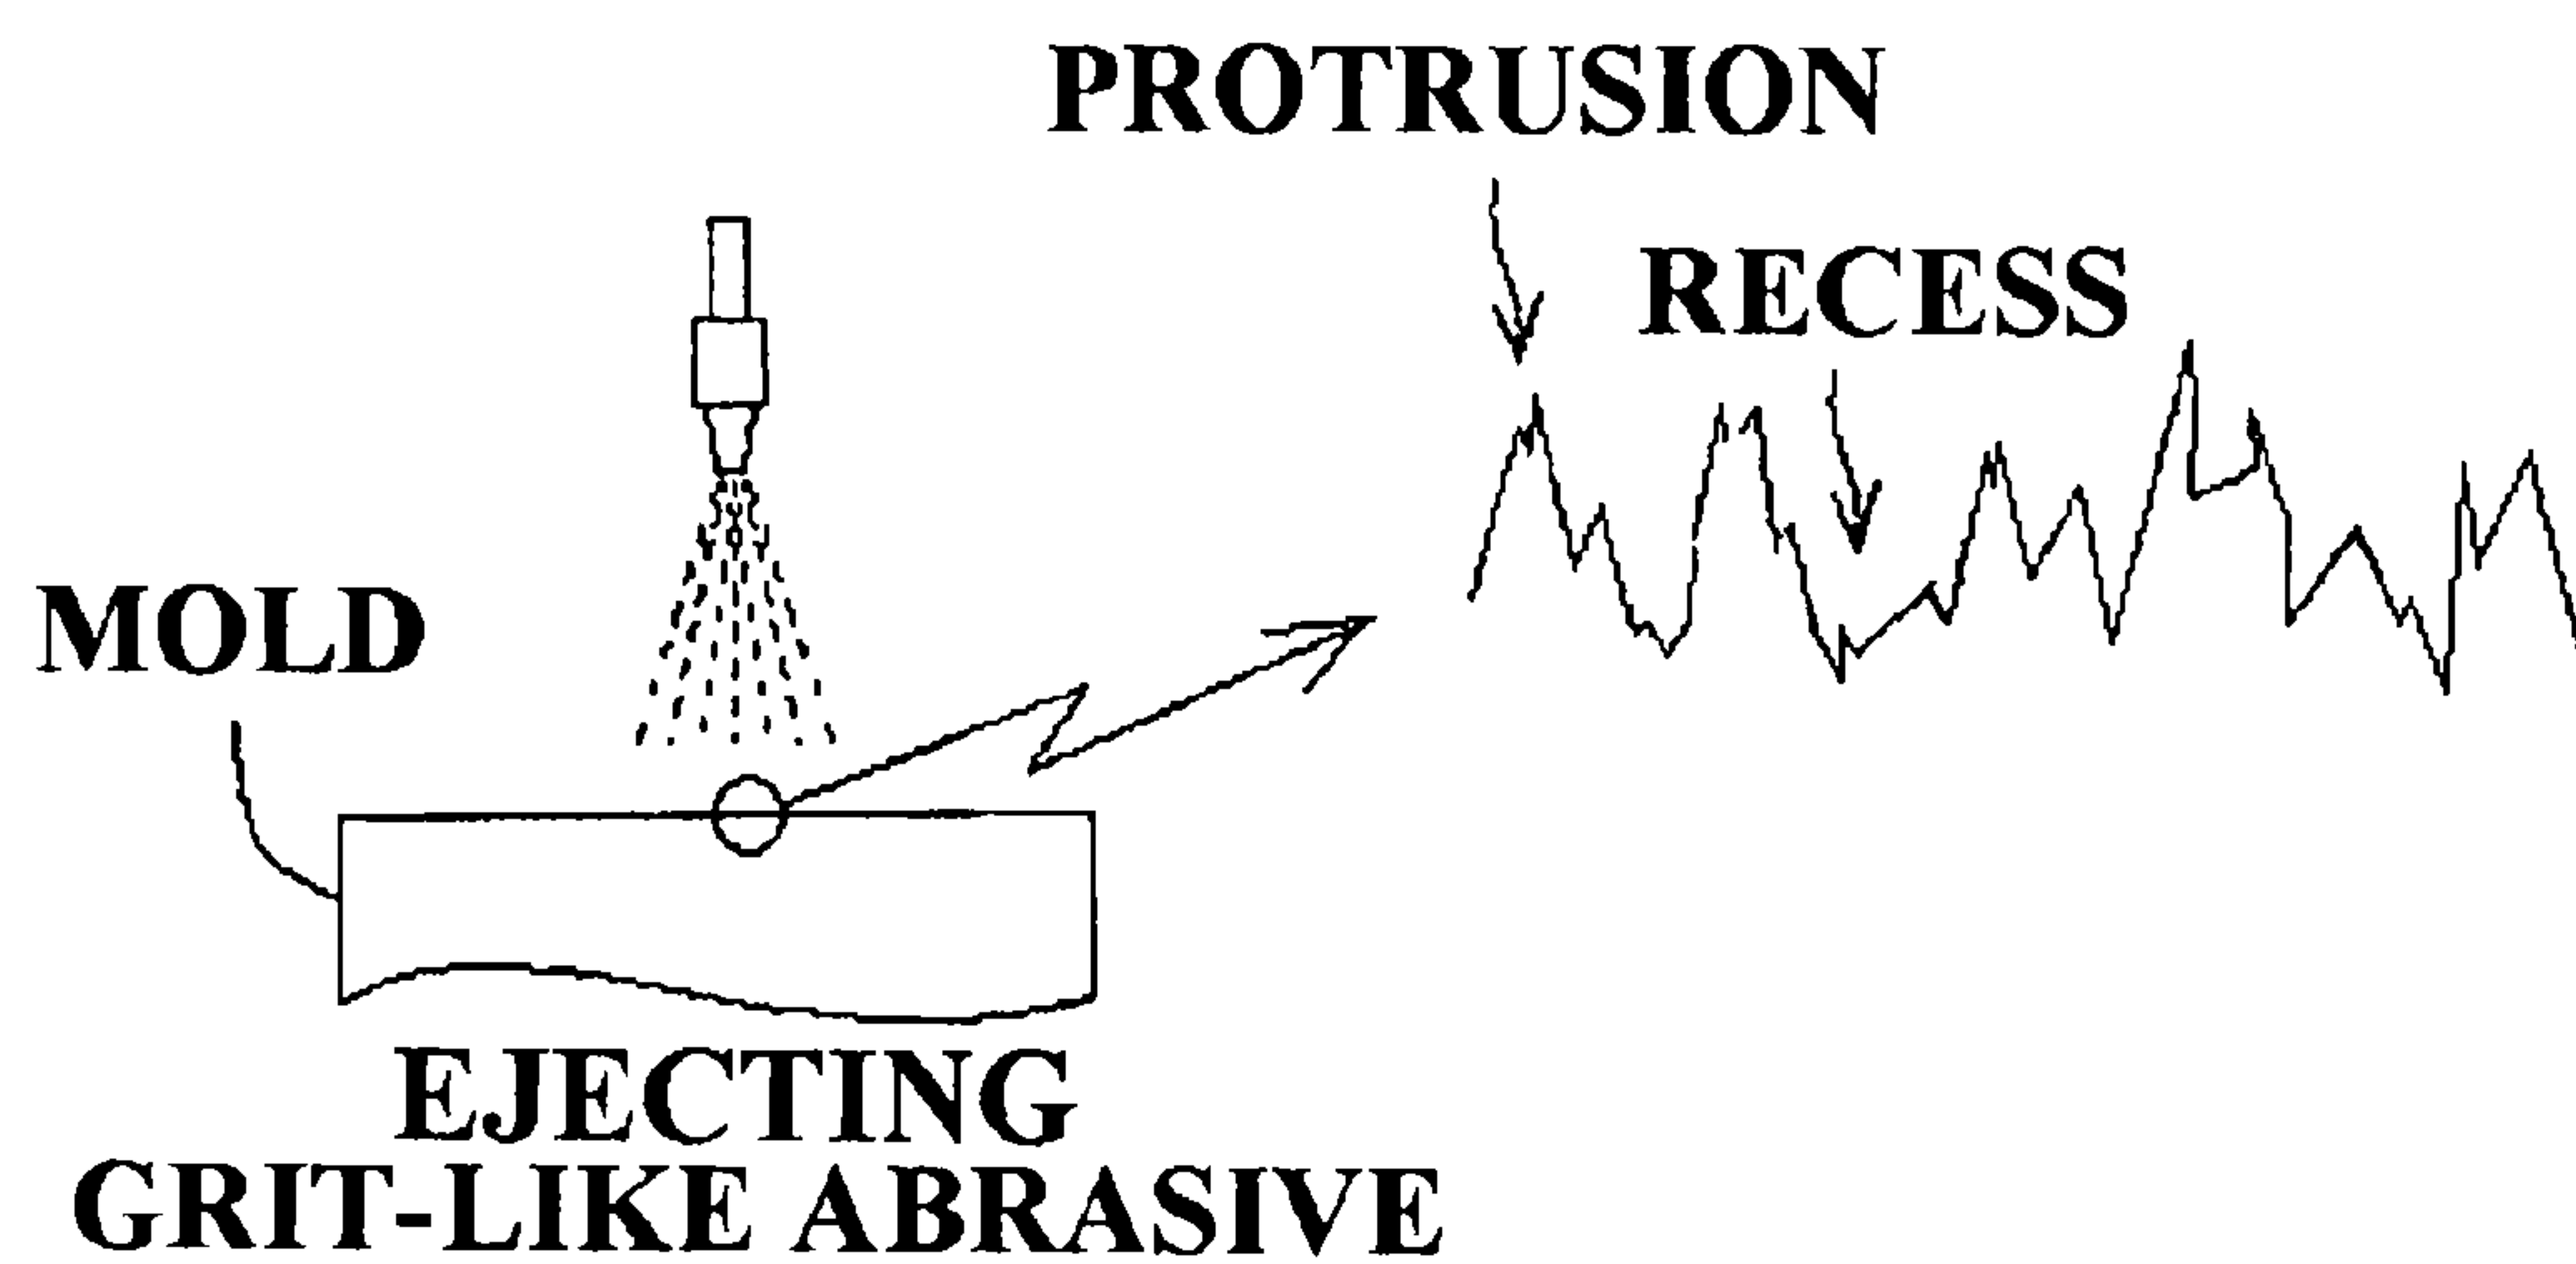 PROTRUSION
RECESS
MOLD
EJECTING
GRIT-LIKE ABRASIVE